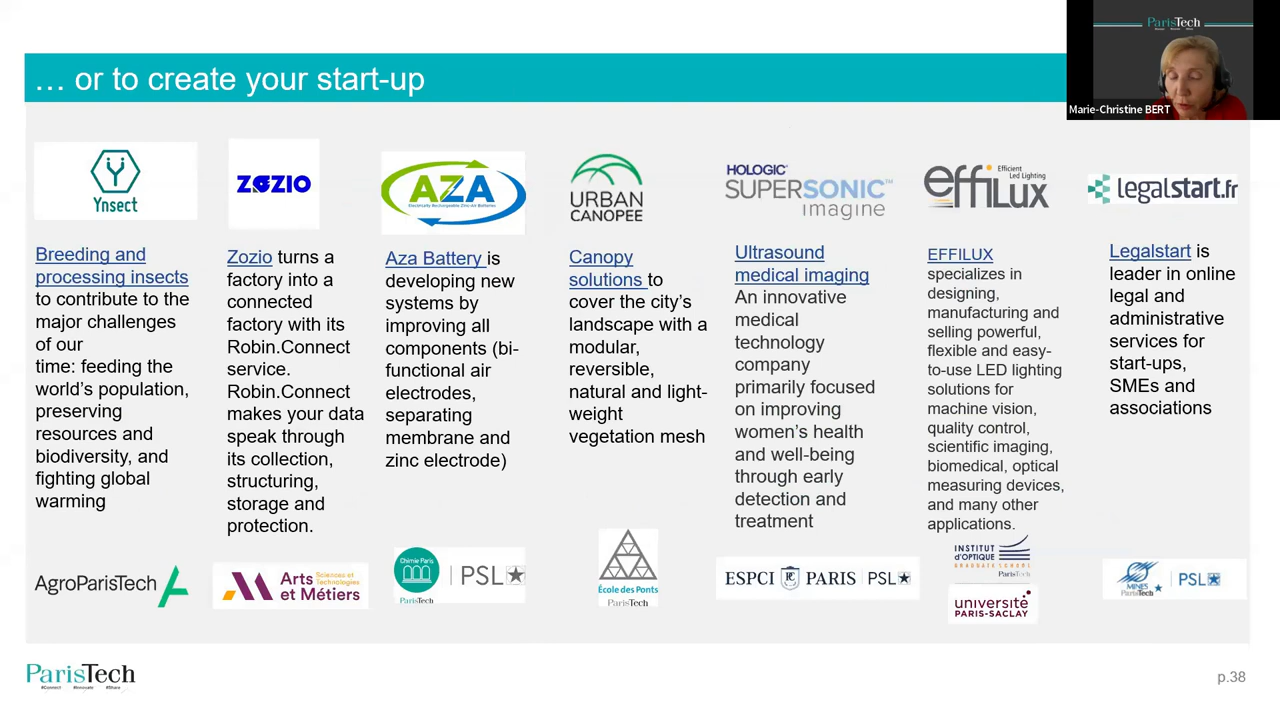 … or to create your start-up
ParisTech
Marie-Christine BERT
Ynsect
ZOZIO
AZA
Electrically Rechargeable Zinc-Air Batteries
URBAN
CANOPEE
HOLOGIC®
SUPERSONIC™
imagine
effiLux
Efficient
Led Lighting
legalstart.fr
Breeding and
processing insects
to contribute to the
major challenges
of our
time: feeding the
world's population,
preserving
resources and
biodiversity, and
fighting global
warming
Zozio turns a
factory into a
connected
factory with its
Robin.Connect
service.
Robin.Connect
makes your data
speak through
its collection,
structuring,
storage and
protection.
Aza Battery is
developing new
systems by
improving all
components (bi-
functional air
electrodes,
separating
membrane and
zinc electrode)
Canopy
solutions to
cover the city's
landscape with a
modular,
reversible,
natural and light-
weight
vegetation mesh
Ultrasound
medical imaging
An innovative
medical
technology
company
primarily focused
on improving
women's health
and well-being
through early
detection and
treatment
EFFILUX
specializes in
designing,
manufacturing and
selling powerful,
flexible and easy-
to-use LED lighting
solutions for
machine vision,
quality control,
scientific imaging,
biomedical, optical
measuring devices,
and many other
applications.
Legalstart is
leader in online
legal and
administrative
services for
start-ups,
SMEs and
associations
AgroParisTech
Arts Sciences et
Technologies
et Métiers
Chimie Paris
ParisTech
PSL
École des Ponts
ParisTech
ESPCI PARIS PSL
INSTITUT
d'OPTIQUE
GRADUATE SCHOOL
ParisTech
université
PARIS-SACLAY
MINES
ParisTech
PSL
ParisTech
#Connect #Innovate #Share
p.38